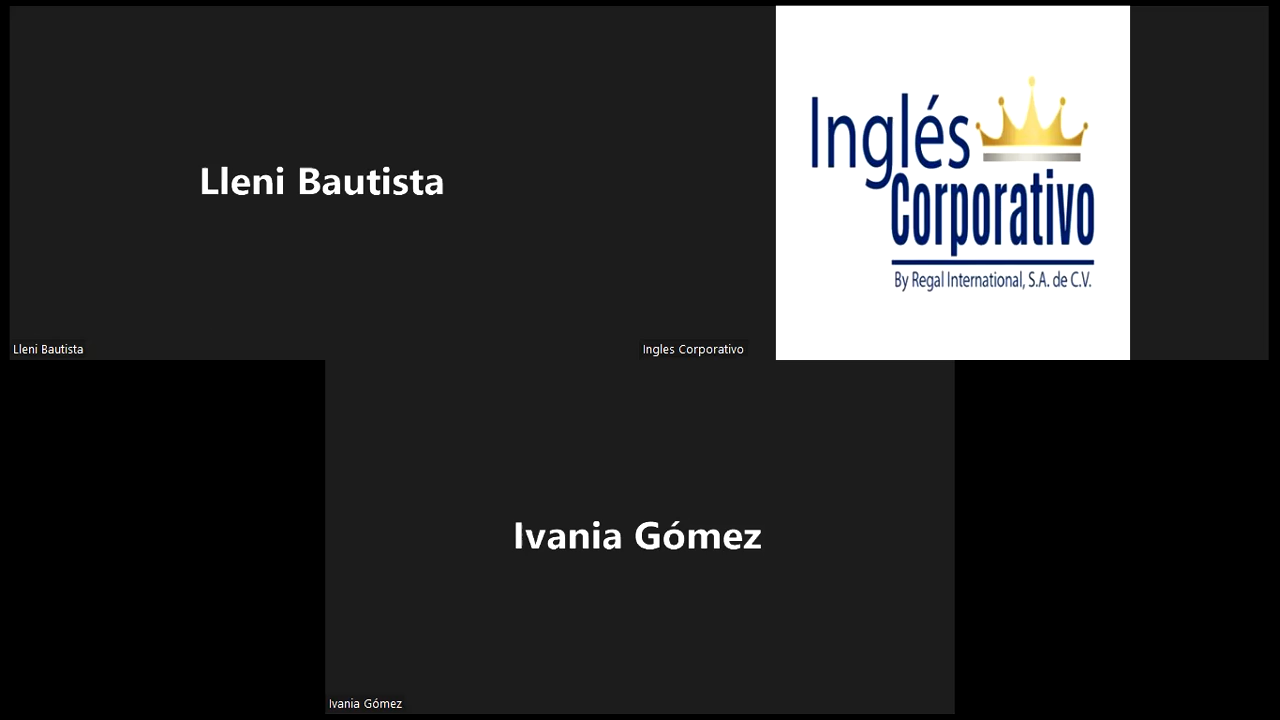 Lleni Bautista
Inglés
Corporativo
By Regal International, S.A. de C.V.
Lleni Bautista
Ingles Corporativo
Ivania Gómez
Ivania Gómez